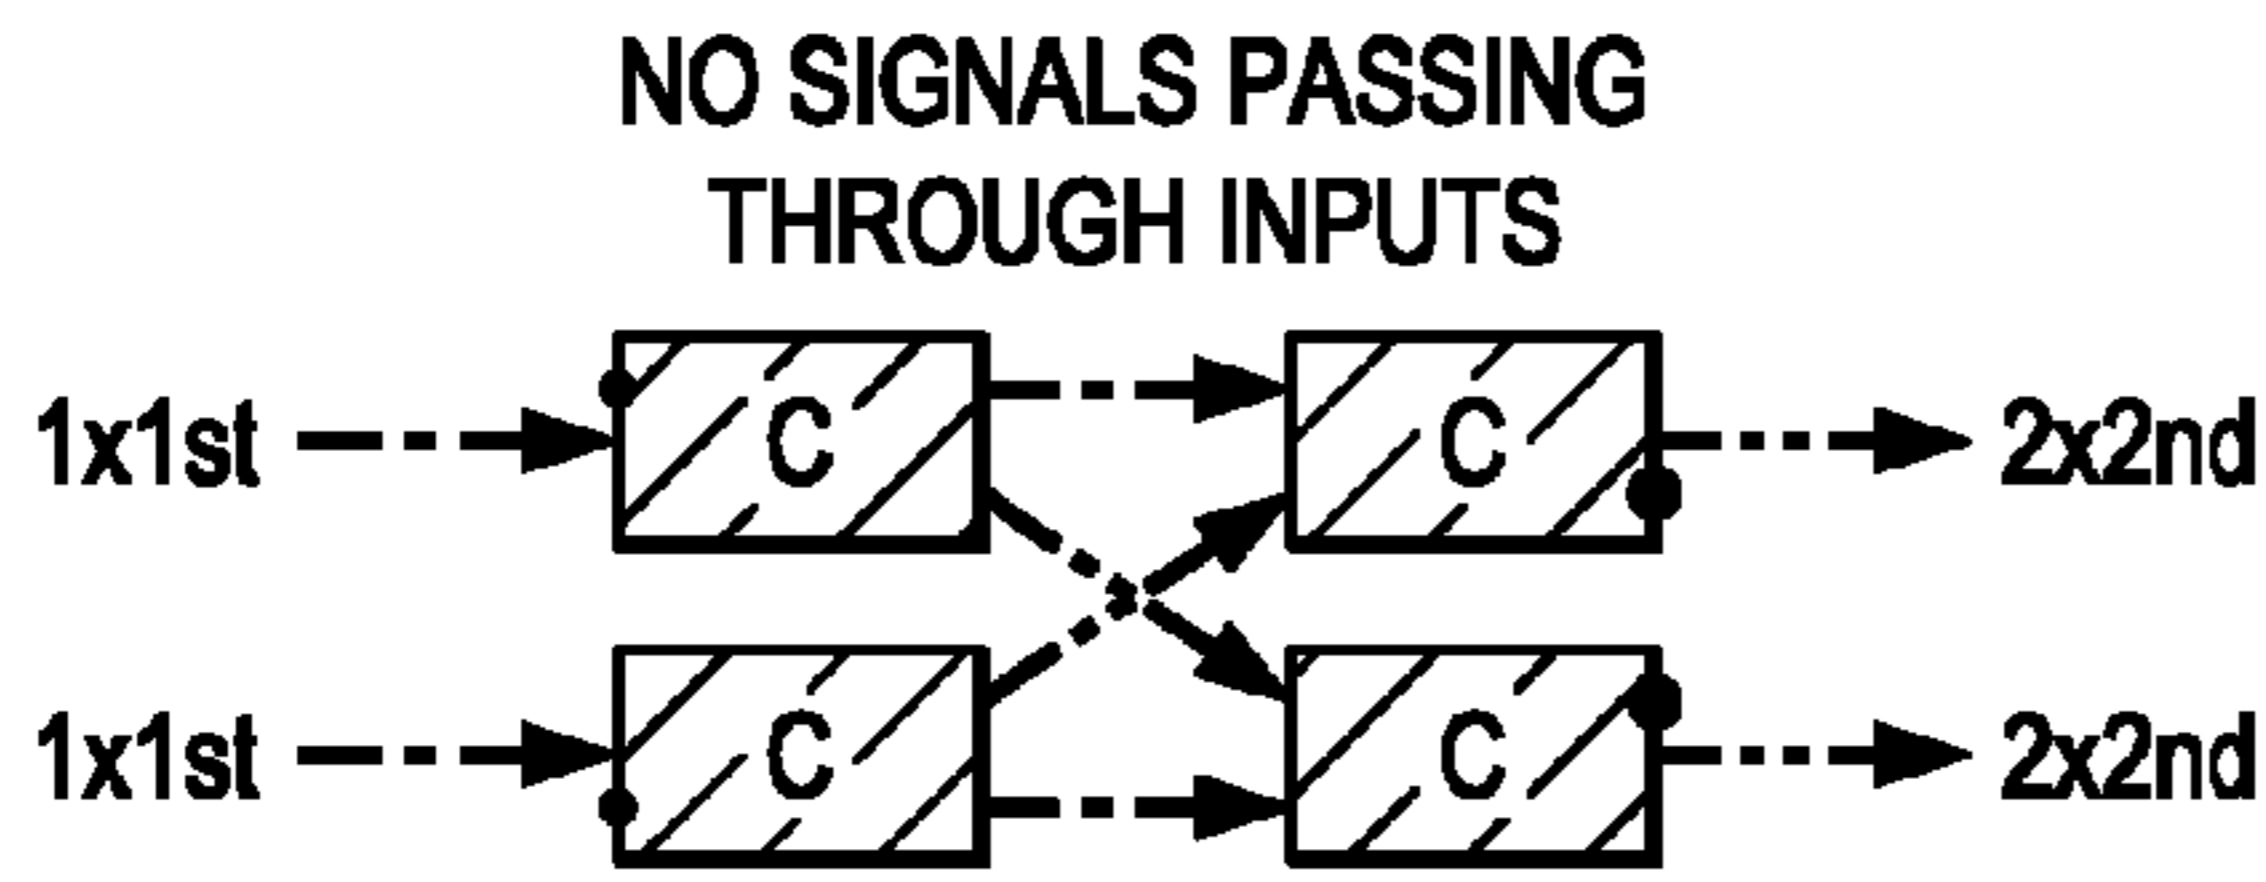 NO SIGNALS PASSING
THROUGH INPUTS
1x1st C C 2x2nd
1x1st C C 2x2nd